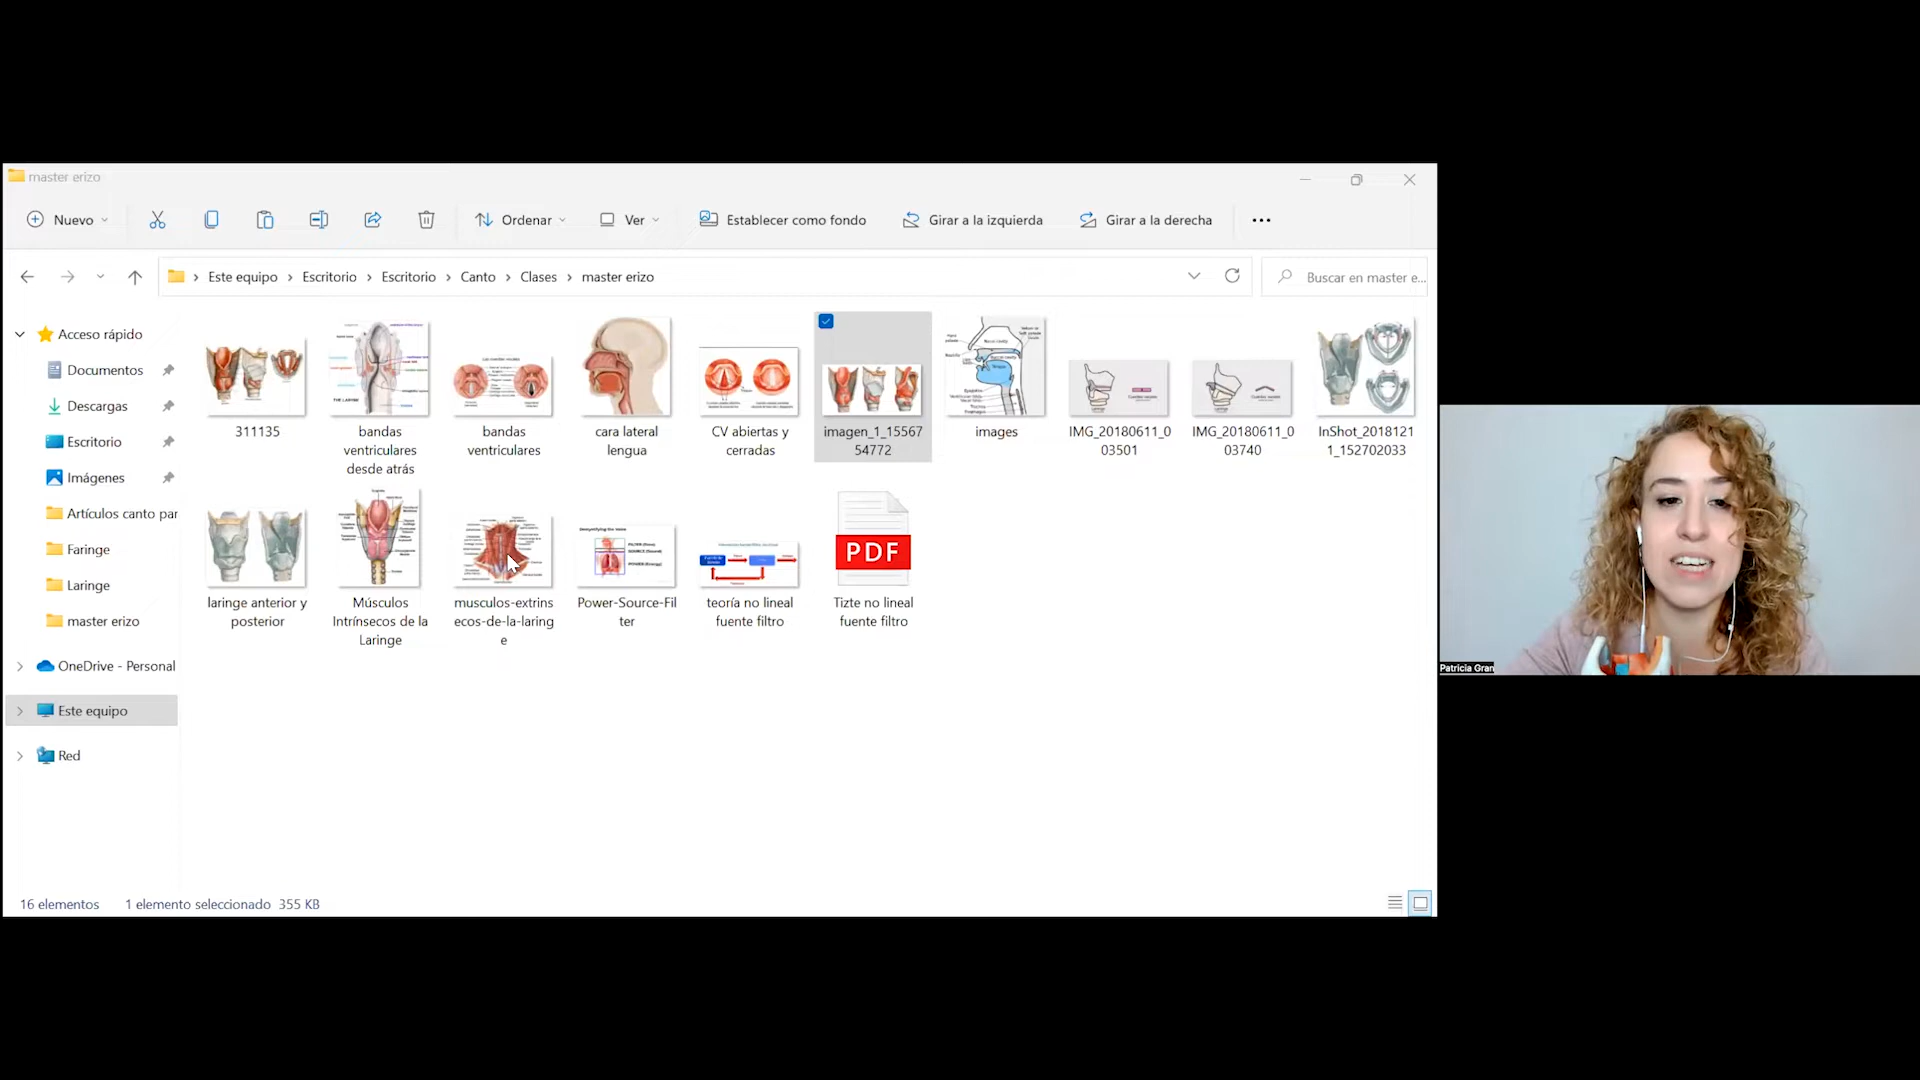 master erizo
Nuevo
Ordenar
Ver
Establecer como fondo
Girar a la izquierda
Girar a la derecha
Este equipo
Escritorio
Escritorio
Canto
Clases
master erizo
Buscar en master e...
Acceso rápido
Documentos
Descargas
Escritorio
Imágenes
Artículos canto par
Faringe
Laringe
master erizo
OneDrive - Personal
Este equipo
Red
311135
bandas
ventriculares
desde atrás
bandas
ventriculares
cara lateral
lengua
CV abiertas y
cerradas
imagen_1_15567
54772
images
IMG_20180611_0
03501
IMG_20180611_0
03740
InShot_2018121
1_152702033
laringe anterior y
posterior
Músculos
Intrínsecos de la
Laringe
musculos-extrins
ecos-de-la-laring
e
Power-Source-Fil
ter
teoría no lineal
fuente filtro
PDF
Tizte no lineal
fuente filtro
16 elementos
1 elemento seleccionado 355 KB
Patricia Gran